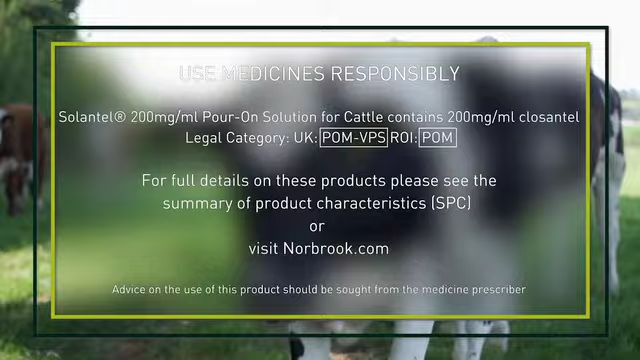 USE MEDICINES RESPONSIBLY
Solantel® 200mg/ml Pour-On Solution for Cattle contains 200mg/ml closantel
Legal Category: UK: POM-VPS ROI: POM
For full details on these products please see the
summary of product characteristics (SPC)
or
visit Norbrook.com
Advice on the use of this product should be sought from the medicine prescriber